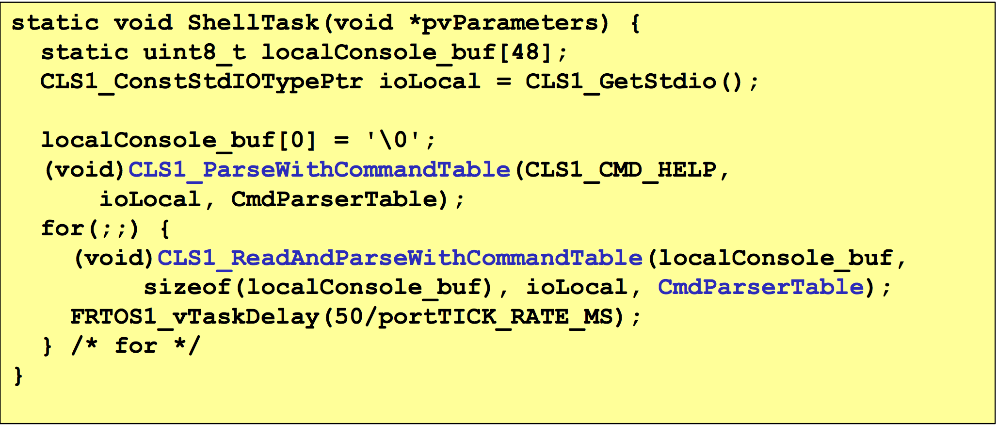 static void ShellTask(void *pvParameters) {
  static uint8_t localConsole_buf[48];
  CLS1_ConstStdIOTypePtr ioLocal = CLS1_GetStdio();

  localConsole_buf[0] = '\0';
  (void)CLS1_ParseWithCommandTable(CLS1_CMD_HELP,
      ioLocal, CmdParserTable);
  for(;;) {
    (void)CLS1_ReadAndParseWithCommandTable(localConsole_buf,
         sizeof(localConsole_buf), ioLocal, CmdParserTable);
    FRTOS1_vTaskDelay(50/portTICK_RATE_MS);
  } /* for */
}